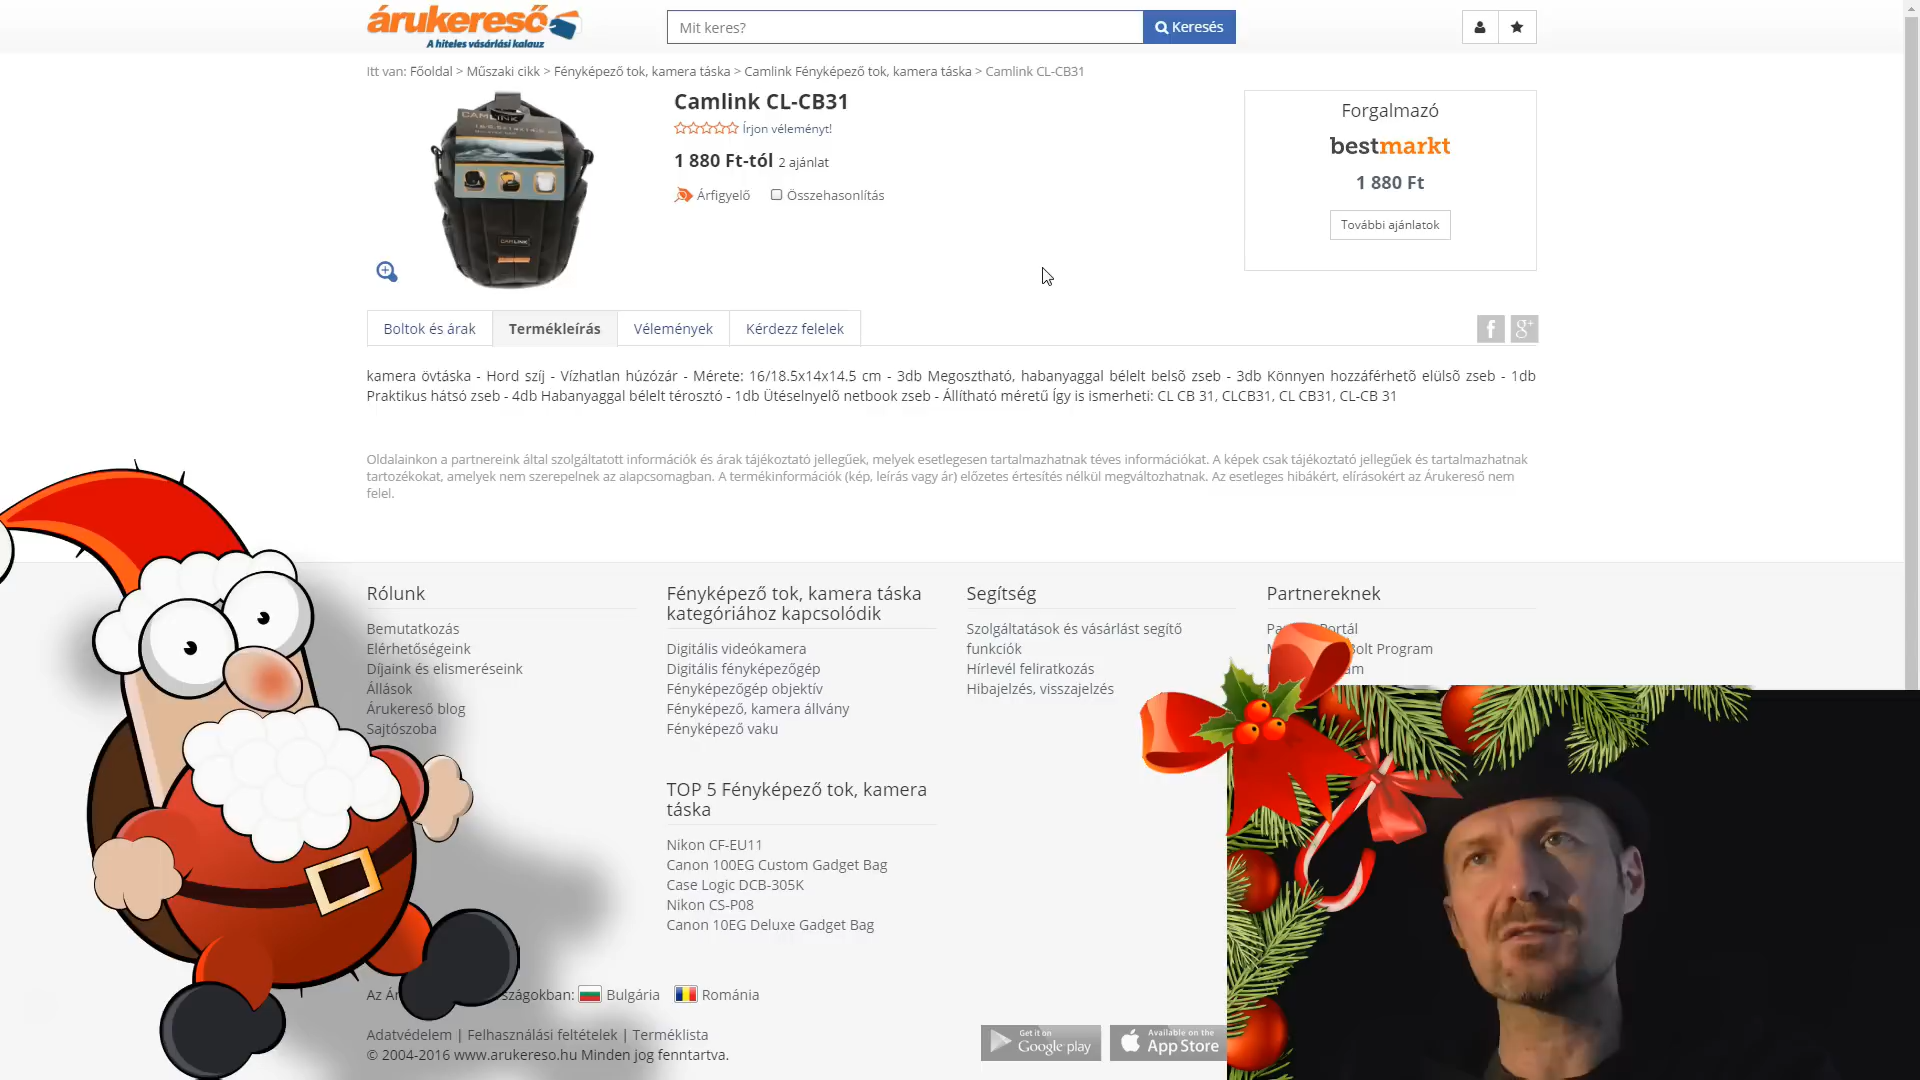 árukereső
A hiteles vásárlási kalauz
Mit keres?
Keresés
Itt van: Főoldal > Műszaki cikk > Fényképező tok, kamera táska > Camlink Fényképező tok, kamera táska > Camlink CL-CB31
CAMLINK
CAMLINK
Camlink CL-CB31
Írjon véleményt!
1 880 Ft-tól 2 ajánlat
Árfigyelő
Összehasonlítás
Forgalmazó
bestmarkt
1 880 Ft
További ajánlatok
Boltok és árak
Termékleírás
Vélemények
Kérdezz felelek
kamera övtáska - Hord szíj - Vízhatlan húzózár - Mérete: 16/18.5x14x14.5 cm - 3db Megosztható, habanyaggal bélelt belsõ zseb - 3db Könnyen hozzáférhetõ elülsõ zseb - 1db
Praktikus hátsó zseb - 4db Habanyaggal bélelt térosztó - 1db Ütéselnyelõ netbook zseb - Állítható méretű Így is ismerheti: CL CB 31, CLCB31, CL CB31, CL-CB 31
Oldalainkon a partnereink által szolgáltatott információk és árak tájékoztató jellegűek, melyek esetlegesen tartalmazhatnak téves információkat. A képek csak tájékoztató jellegűek és tartalmazhatnak
tartozékokat, amelyek nem szerepelnek az alapcsomagban. A termékinformációk (kép, leírás vagy ár) előzetes értesítés nélkül megváltozhatnak. Az esetleges hibákért, elírásokért az Árukereső nem
felel.
Rólunk
Bemutatkozás
Elérhetőségeink
Díjaink és elismeréseink
Állások
Árukereső blog
Sajtószoba
Fényképező tok, kamera táska
kategóriához kapcsolódik
Digitális videókamera
Digitális fényképezőgép
Fényképezőgép objektív
Fényképező, kamera állvány
Fényképező vaku
TOP 5 Fényképező tok, kamera
táska
Nikon CF-EU11
Canon 100EG Custom Gadget Bag
Case Logic DCB-305K
Nikon CS-P08
Canon 10EG Deluxe Gadget Bag
Segítség
Szolgáltatások és vásárlást segítő
funkciók
Hírlevél feliratkozás
Hibajelzés, visszajelzés
Partnereknek
Bolt Program
Bulgária
Románia
Adatvédelem | Felhasználási feltételek | Terméklista
© 2004-2016 www.arukereso.hu Minden jog fenntartva.
Get it on
Google play
Available on the
App Store